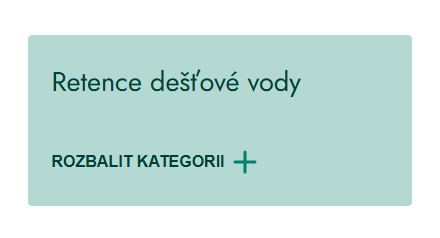 Retence dešťové vody
ROZBALIT KATEGORII